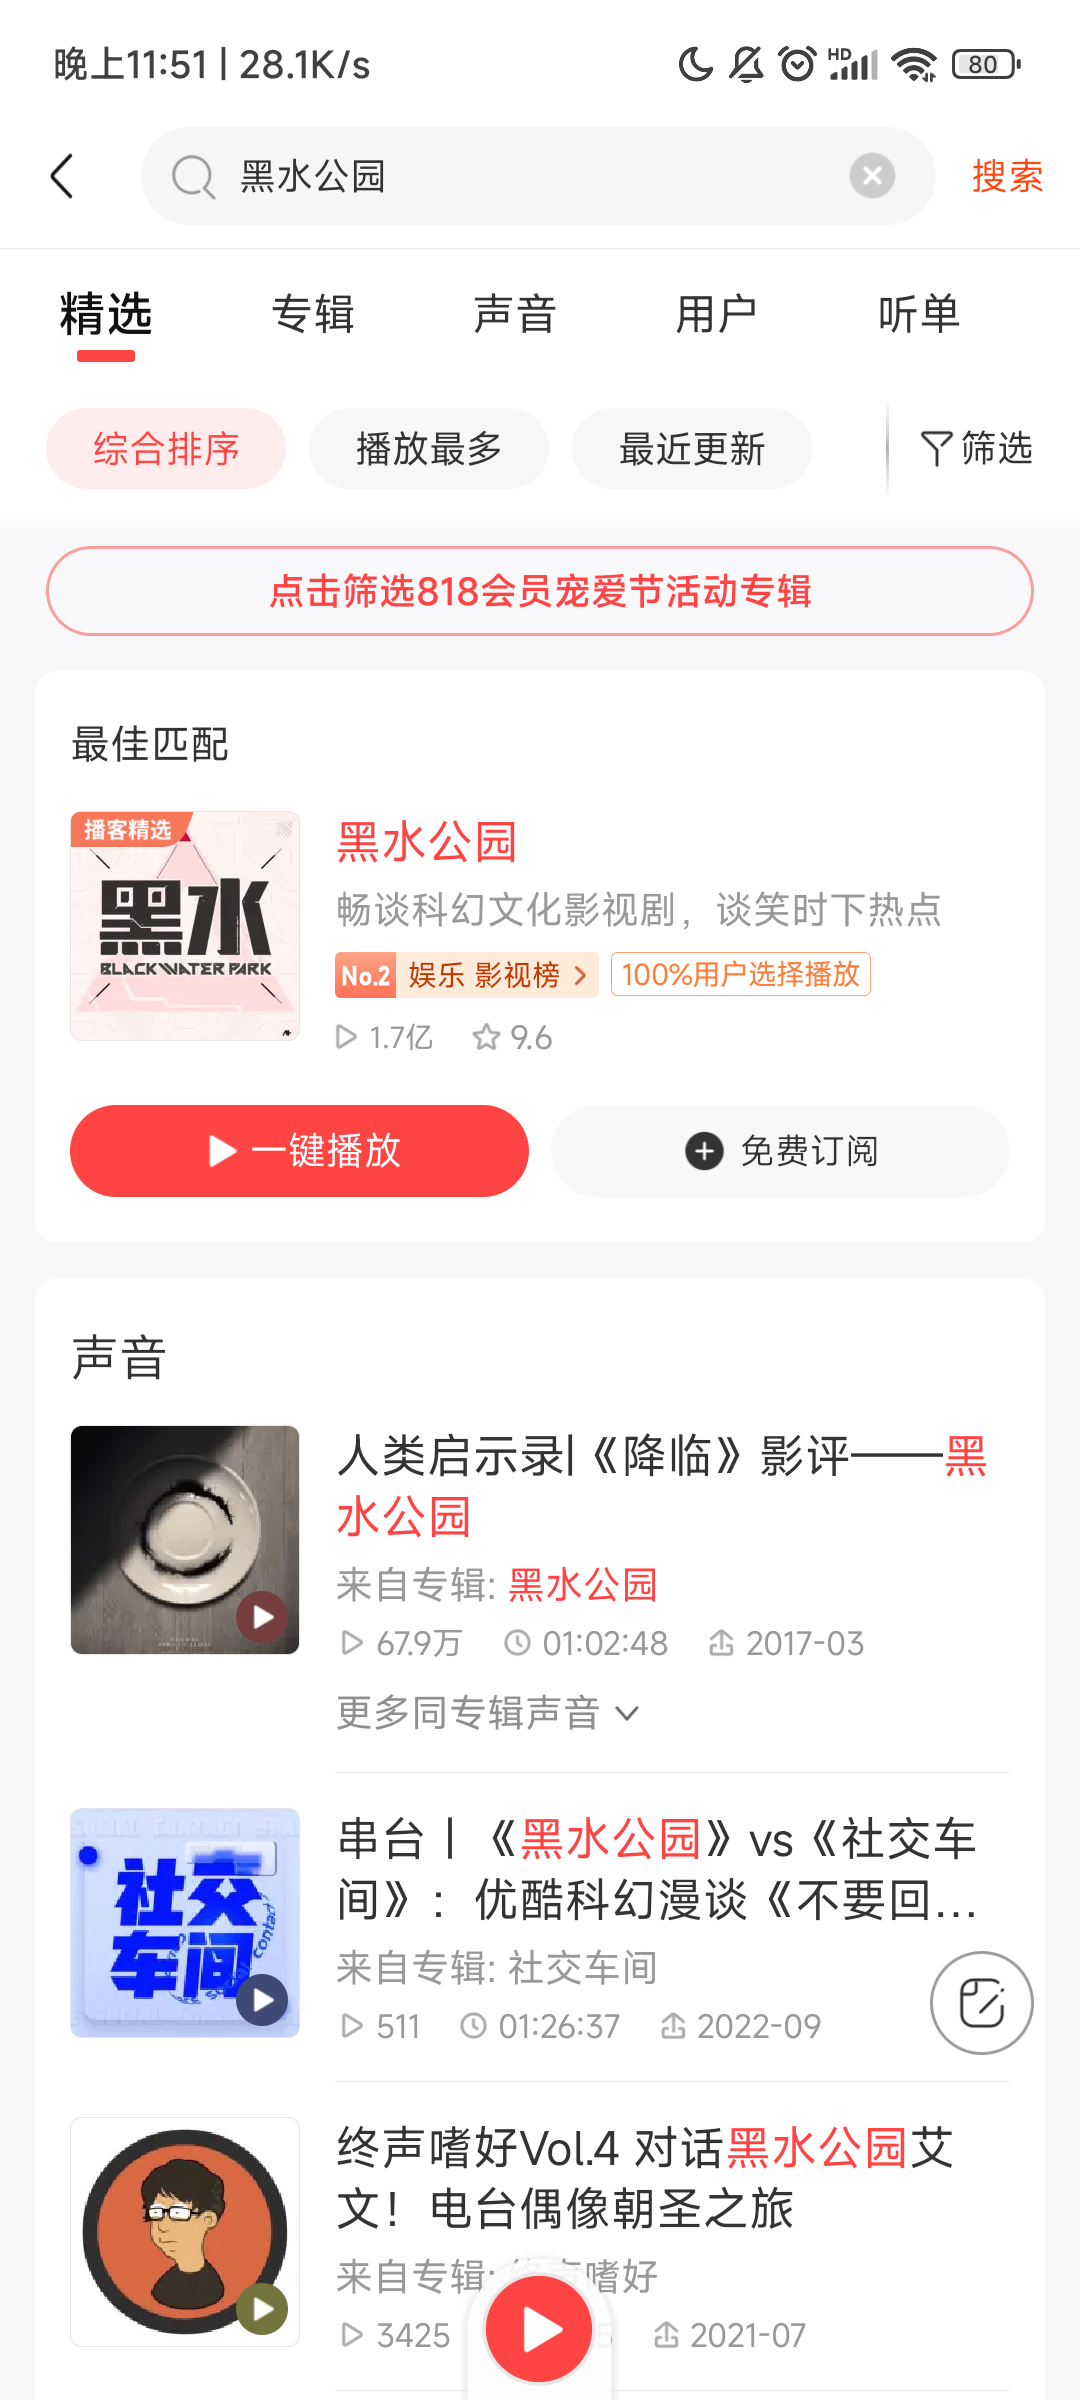 晚上11:51 | 28.1K/s
HD
80
黑水公园
搜索
精选 专辑 声音 用户 听单
综合排序 播放最多 最近更新 筛选
点击筛选818会员宠爱节活动专辑
最佳匹配
播客精选
黑水
BLACKWATER PARK
黑水公园
畅谈科幻文化影视剧，谈笑时下热点
No.2 娱乐 影视榜 100%用户选择播放
1.7亿 9.6
一键播放 免费订阅
声音
人类启示录|《降临》影评——黑
水公园
来自专辑: 黑水公园
67.9万 01:02:48 2017-03
更多同专辑声音
社交
车间
串台丨《黑水公园》vs《社交车
间》：优酷科幻漫谈《不要回...
来自专辑: 社交车间
511 01:26:37 2022-09
终声嗜好Vol.4 对话黑水公园艾
文！电台偶像朝圣之旅
来自专辑: 终声嗜好
3425 2021-07